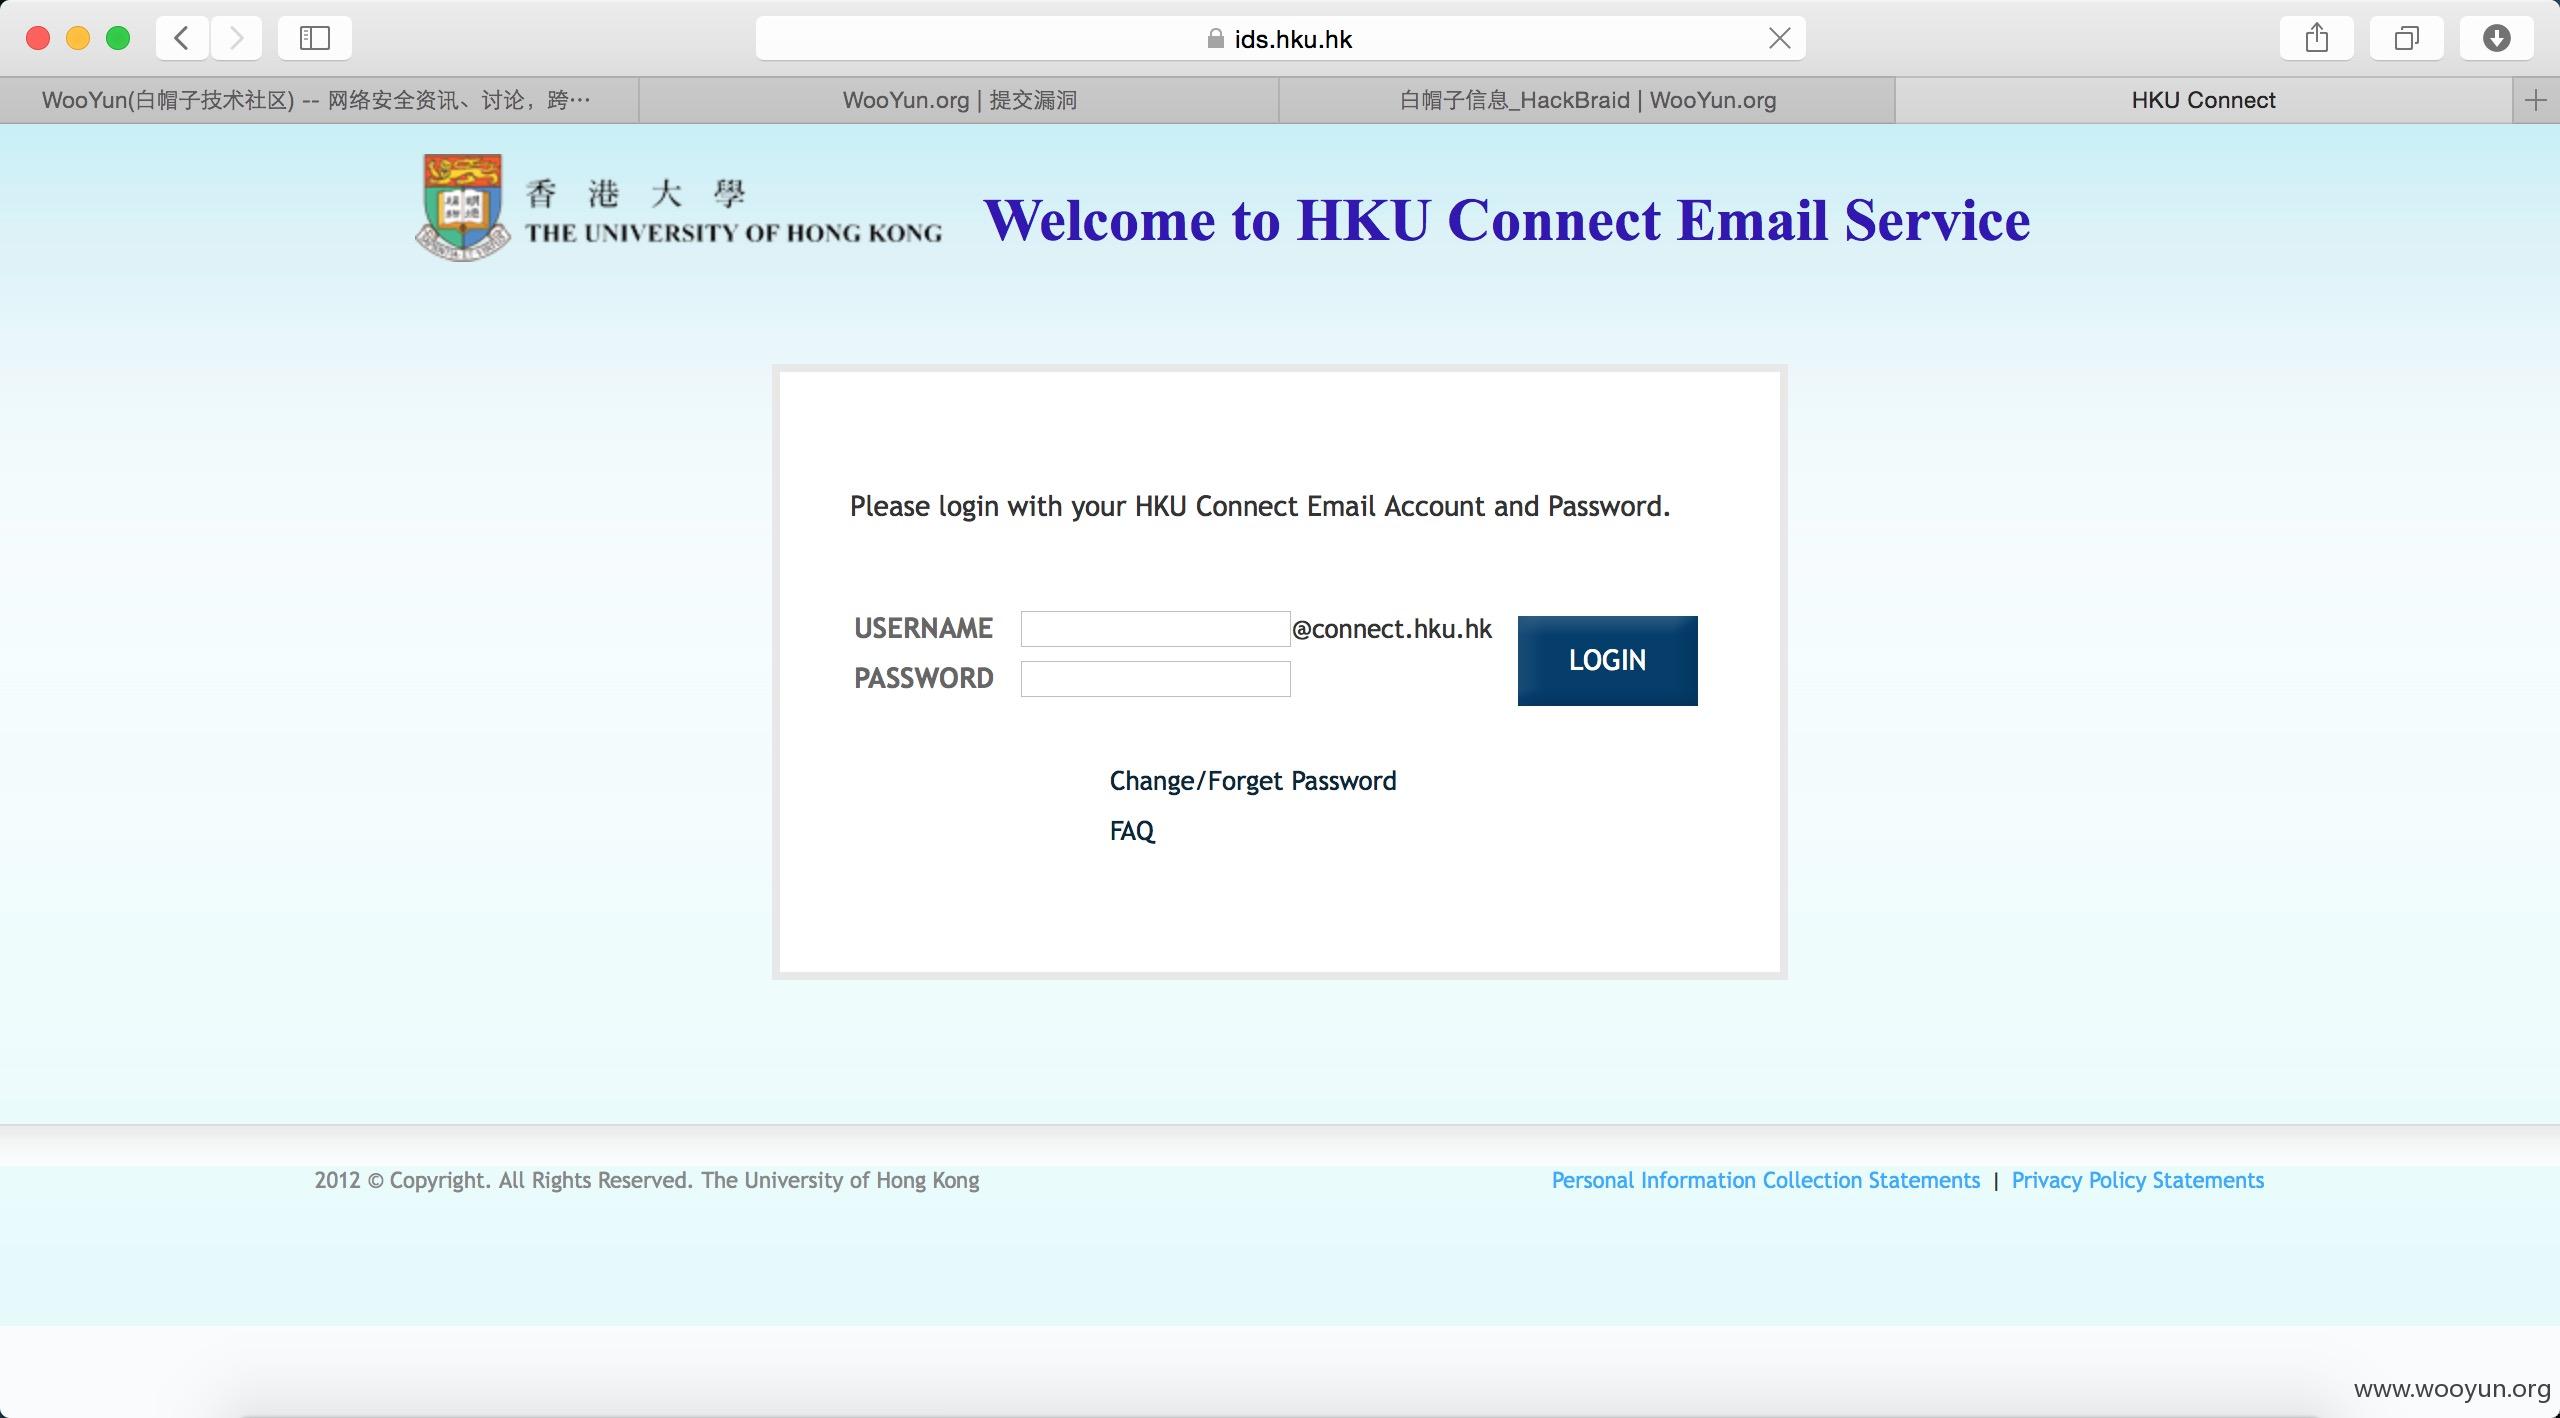 ids.hku.hk
WooYun(白帽子技术社区) -- 网络安全资讯、讨论，跨…
WooYun.org | 提交漏洞
白帽子信息_HackBraid | WooYun.org
HKU Connect
香港大學
THE UNIVERSITY OF HONG KONG
Welcome to HKU Connect Email Service
Please login with your HKU Connect Email Account and Password.
USERNAME @connect.hku.hk
PASSWORD
LOGIN
Change/Forget Password
FAQ
2012 © Copyright. All Rights Reserved. The University of Hong Kong
Personal Information Collection Statements | Privacy Policy Statements
www.wooyun.org